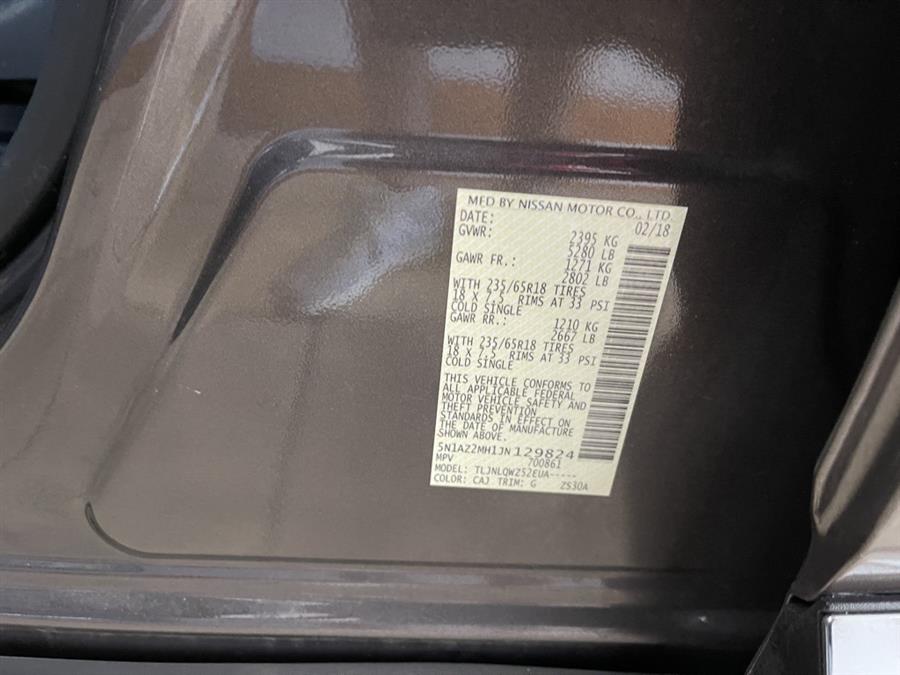 MFD BY NISSAN MOTOR CO., LTD.
DATE: 02/18
GVWR: 2395 KG
5280 LB
GAWR FR.: 1271 KG
2802 LB
WITH 235/65R18 TIRES
18 X 7.5 RIMS AT 33 PSI
COLD SINGLE
GAWR RR.: 1210 KG
2667 LB
WITH 235/65R18 TIRES
18 X 7.5 RIMS AT 33 PSI
COLD SINGLE
THIS VEHICLE CONFORMS TO
ALL APPLICABLE FEDERAL
MOTOR VEHICLE SAFETY AND
THEFT PREVENTION
STANDARDS IN EFFECT ON
THE DATE OF MANUFACTURE
SHOWN ABOVE.
5N1AZ2MH1JN129824
MPV 700861
MODEL: TLJNLQWZ52EUA-----
COLOR: CAJ TRIM: G ZS30A